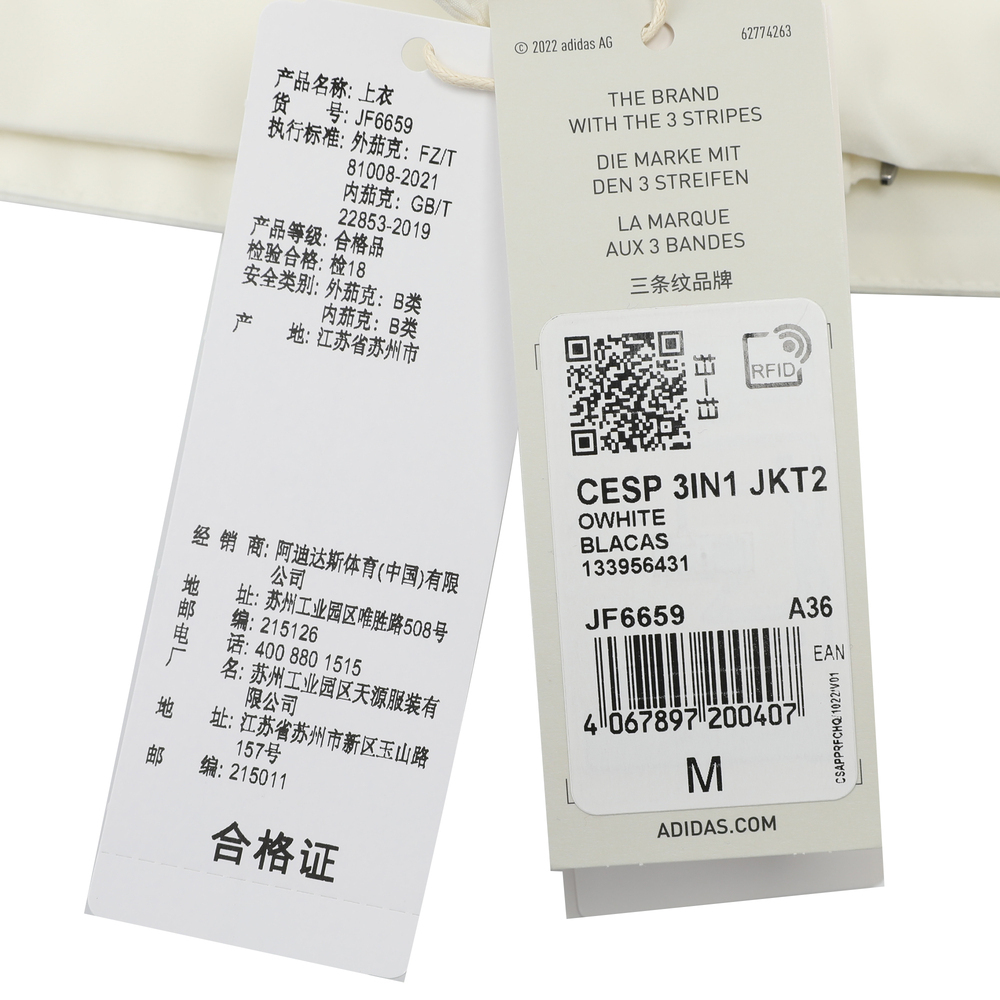 产品名称: 上衣
货 号: JF6659
执行标准: 外茄克: FZ/T
81008-2021
内茄克: GB/T
22853-2019
产品等级: 合格品
检验合格: 检18
安全类别: 外茄克: B类
内茄克: B类
产 地: 江苏省苏州市
经 销 商: 阿迪达斯体育(中国)有限
公司
地 址: 苏州工业园区唯胜路508号
邮 编: 215126
电 话: 400 880 1515
厂 名: 苏州工业园区天源服装有
限公司
地 址: 江苏省苏州市新区玉山路
157号
邮 编: 215011
合格证
© 2022 adidas AG 62774263
THE BRAND
WITH THE 3 STRIPES
DIE MARKE MIT
DEN 3 STREIFEN
LA MARQUE
AUX 3 BANDES
三条纹品牌
扫一扫
RFID
CESP 3IN1 JKT2
OWHITE
BLACAS
133956431
JF6659 A36
EAN
4 067897 200407
CSAPPRFCHQ/1022/V01
M
ADIDAS.COM